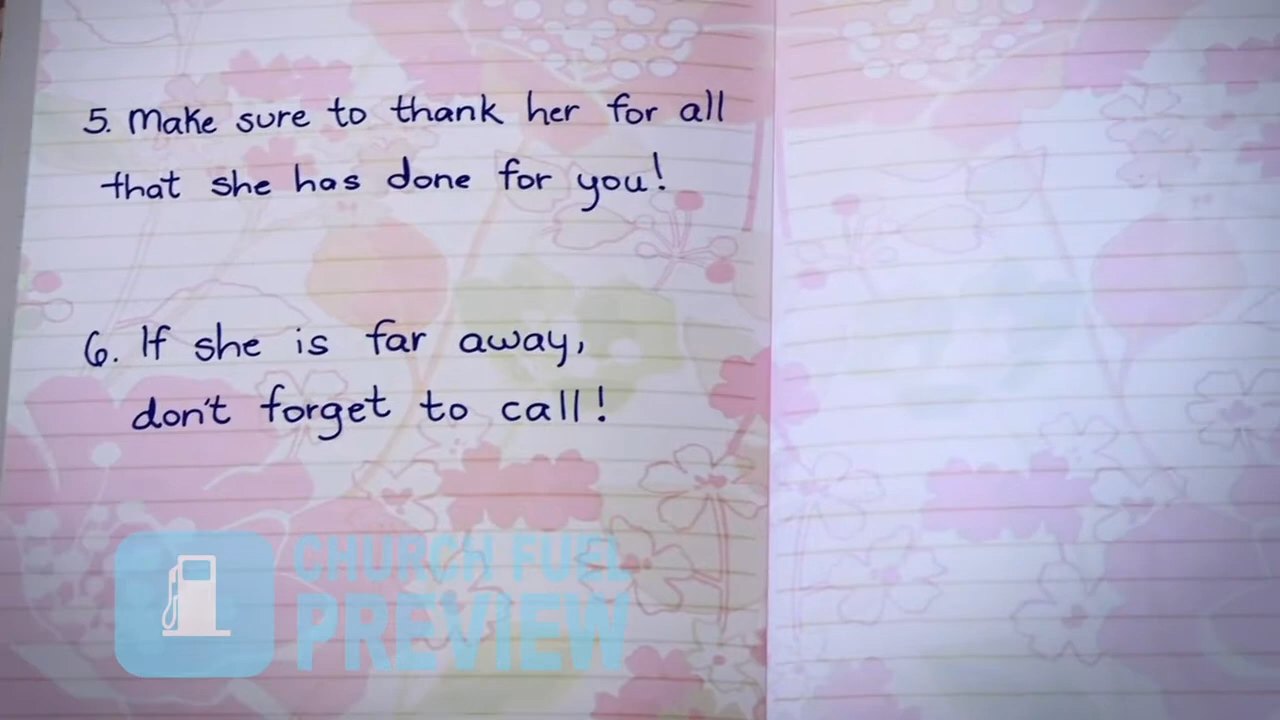 5. Make sure to thank her for all
that she has done for you!
6. If she is far away,
don't forget to call!
CHURCH FUEL
PREVIEW